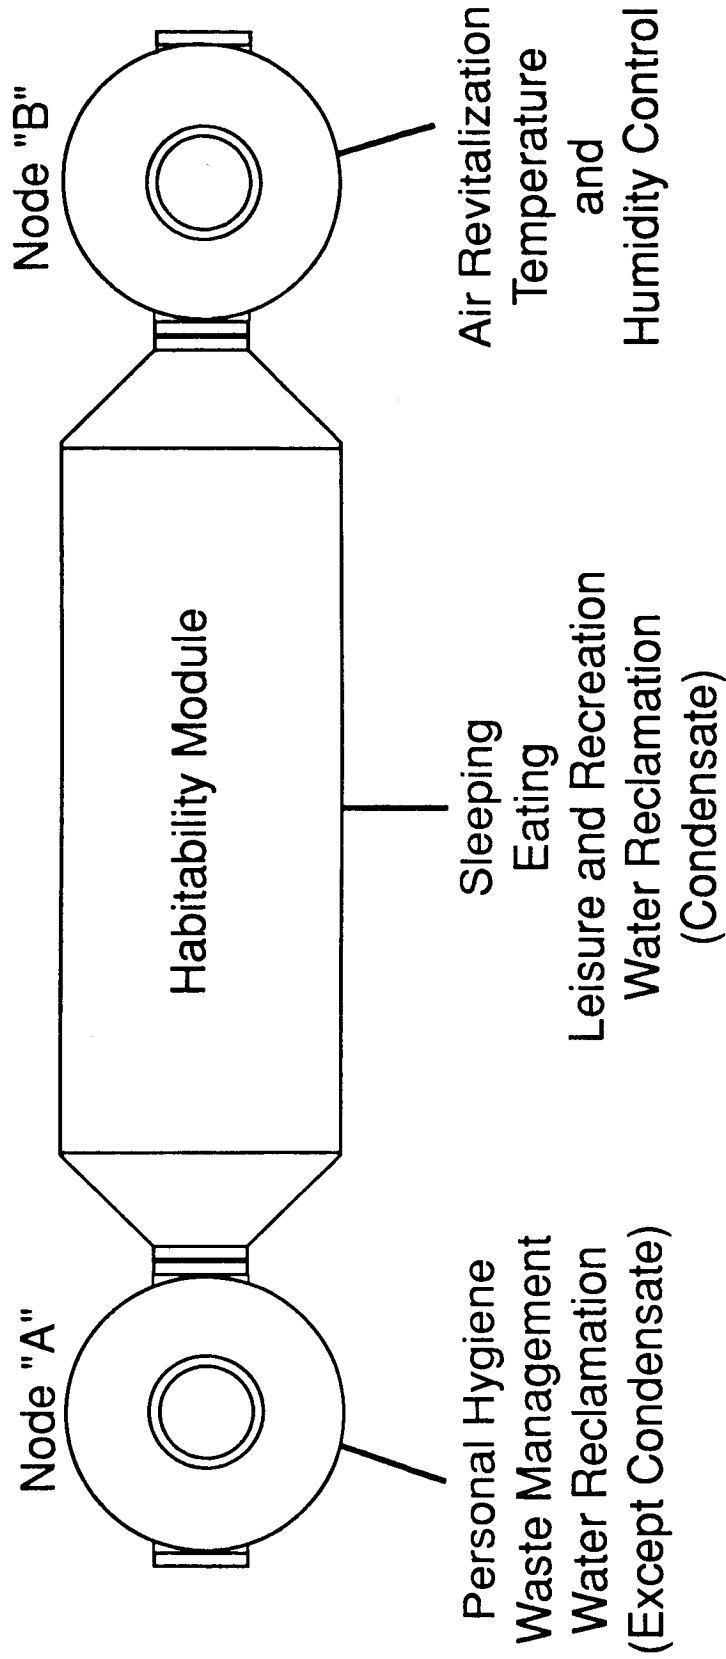 Node "A"
Node "B"
Habitability Module
Personal Hygiene
Waste Management
Water Reclamation
(Except Condensate)
Sleeping
Eating
Leisure and Recreation
Water Reclamation
(Condensate)
Air Revitalization
Temperature
and
Humidity Control